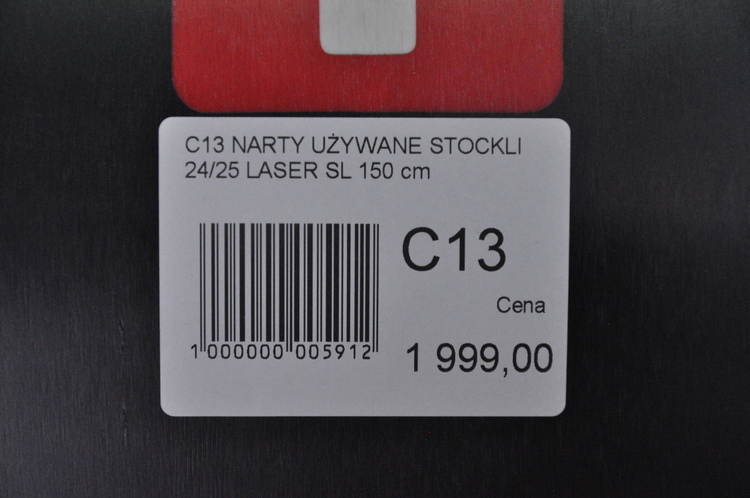 C13 NARTY UŻYWANE STOCKLI
24/25 LASER SL 150 cm
C13
Cena
1 000000 005912
1 999,00